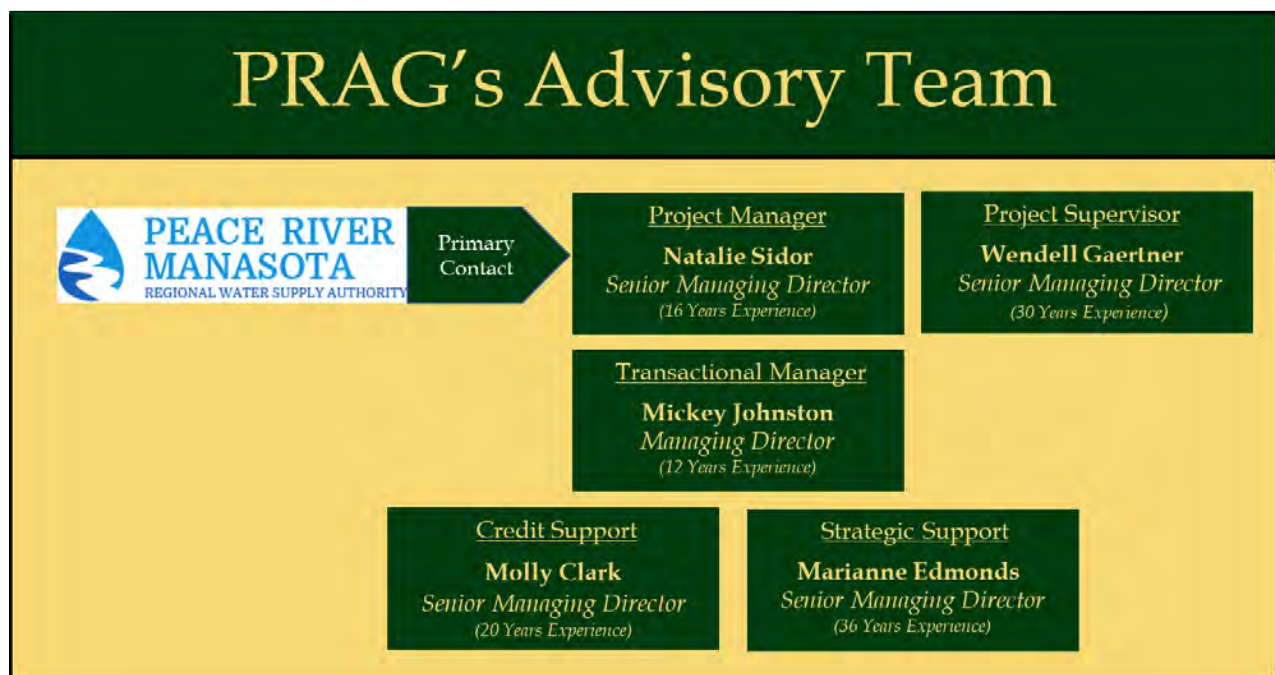 PRAG's Advisory Team
PEACE RIVER
MANASOTA
REGIONAL WATER SUPPLY AUTHORITY
Primary
Contact
Project Manager
Natalie Sidor
Senior Managing Director
(16 Years Experience)
Project Supervisor
Wendell Gaertner
Senior Managing Director
(30 Years Experience)
Transactional Manager
Mickey Johnston
Managing Director
(12 Years Experience)
Credit Support
Molly Clark
Senior Managing Director
(20 Years Experience)
Strategic Support
Marianne Edmonds
Senior Managing Director
(36 Years Experience)